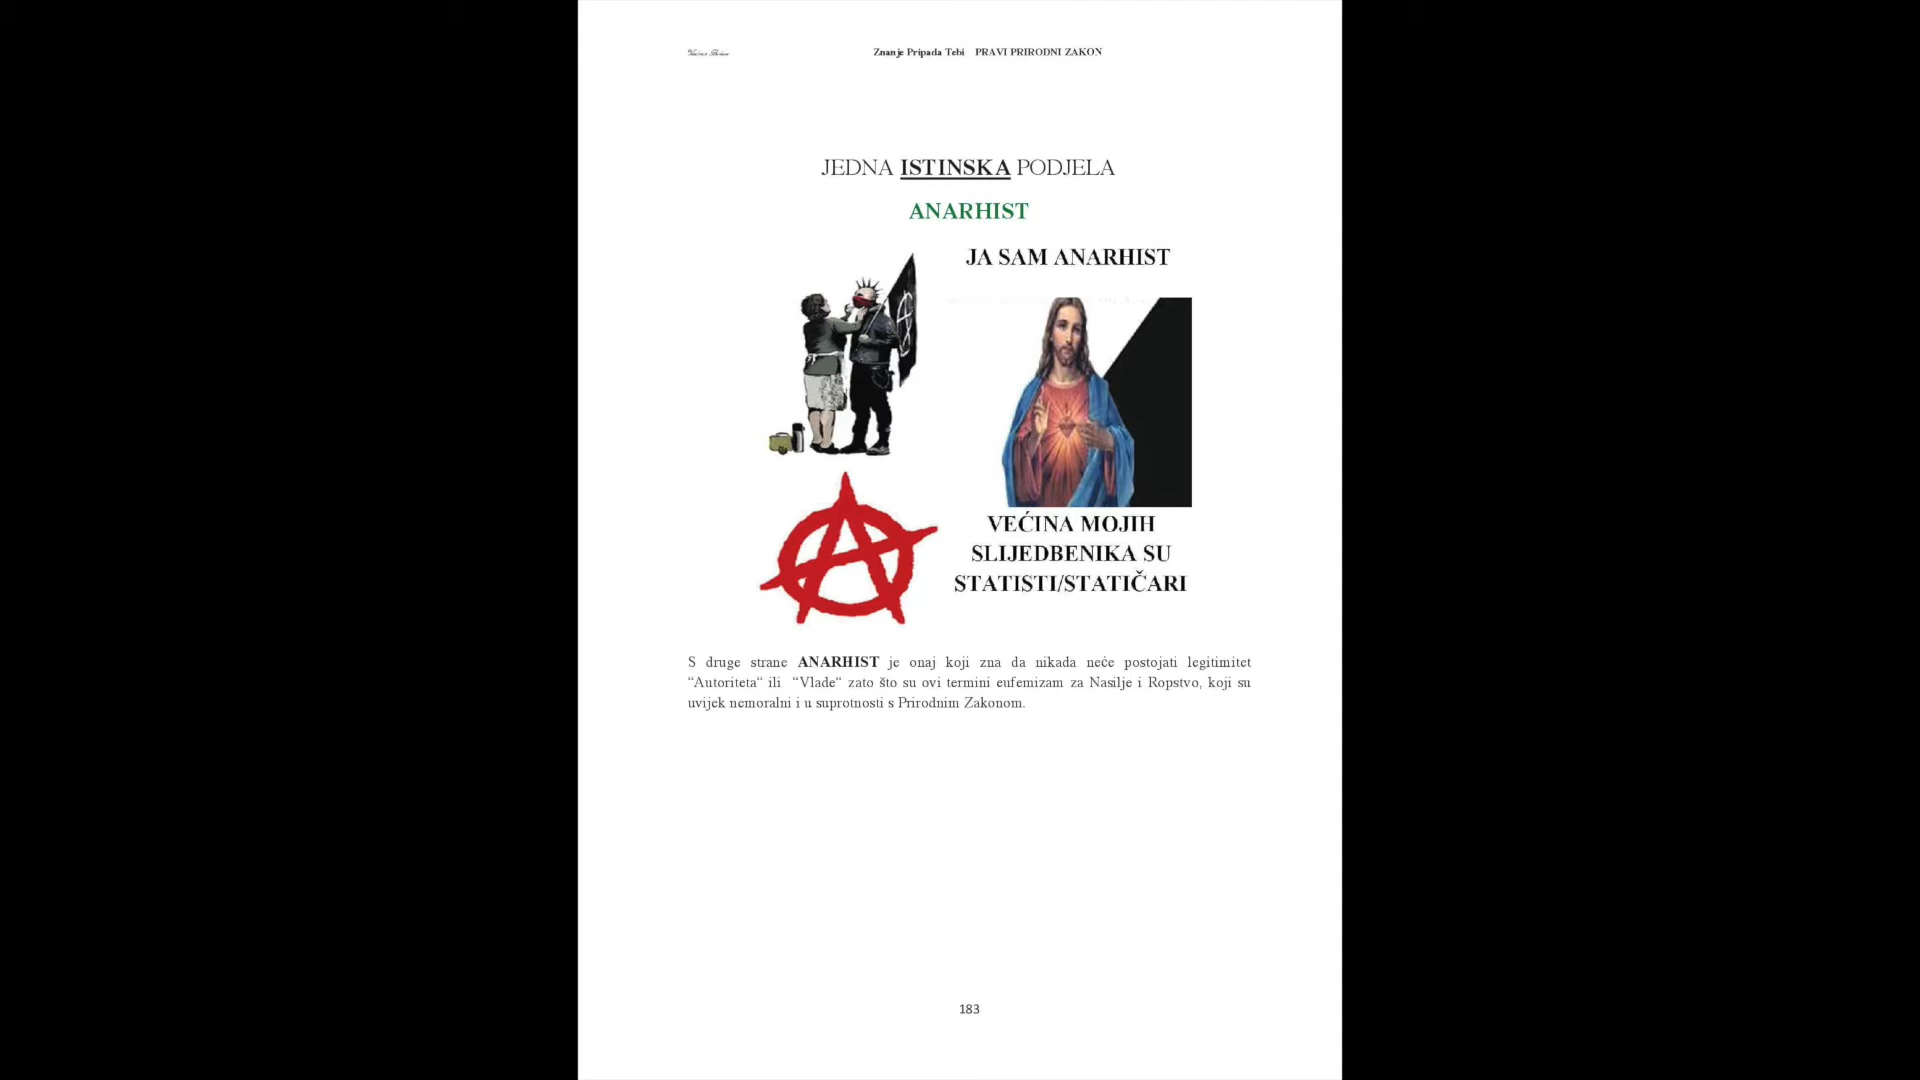 Znanje Pripada Tebi PRAVI PRIRODNI ZAKON
JEDNA ISTINSKA PODJELA
ANARHIST
JA SAM ANARHIST
VEĆINA MOJIH
SLIJEDBENIKA SU
STATISTI/STATIČARI
S druge strane ANARHIST je onaj koji zna da nikada neće postojati legitimitet
“Autoriteta“ ili “Vlade“ zato što su ovi termini eufemizam za Nasilje i Ropstvo, koji su
uvijek nemoralni i u suprotnosti s Prirodnim Zakonom.
183